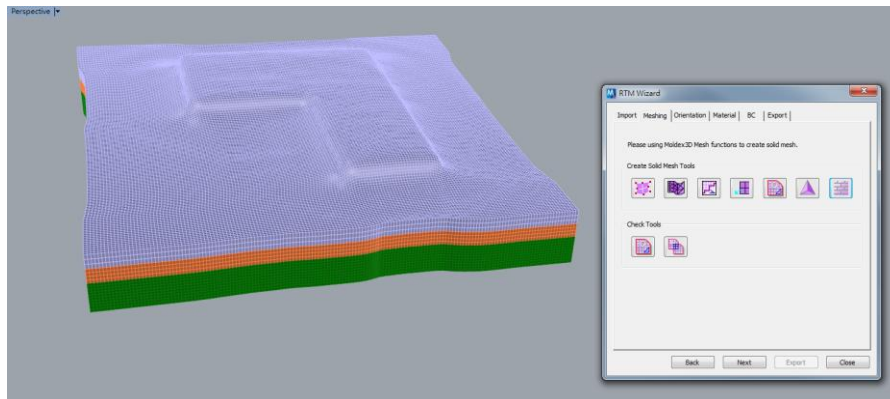 Perspective
RTM Wizard
Import Meshing Orientation Material BC Export
Please using Moldex3D Mesh functions to create solid mesh.
Create Solid Mesh Tools
Check Tools
Back Next Export Close